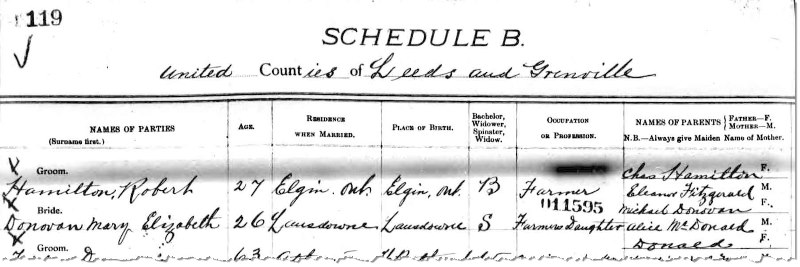 119
SCHEDULE B.
United Counties of Leeds and Grenville
NAMES OF PARTIES
(Surname first.)
AGE.
RESIDENCE
WHEN MARRIED.
PLACE OF BIRTH.
Bachelor,
Widower,
Spinster,
Widow.
OCCUPATION
OR PROFESSION.
NAMES OF PARENTS { FATHER—F.
MOTHER—M.
N.B.—Always give Maiden Name of Mother.
Groom.
Chas Hamilton F.
Hamilton, Robert 27 Elgin, Ont. Elgin, Ont. B Farmer Eleanor Fitzgerald M.
Bride. 011595 Michael Donovan F.
Donovan Mary Elizabeth 26 Lansdowne Lansdowne S Farmers Daughter Alice McDonald M.
Groom. Donald F.
63